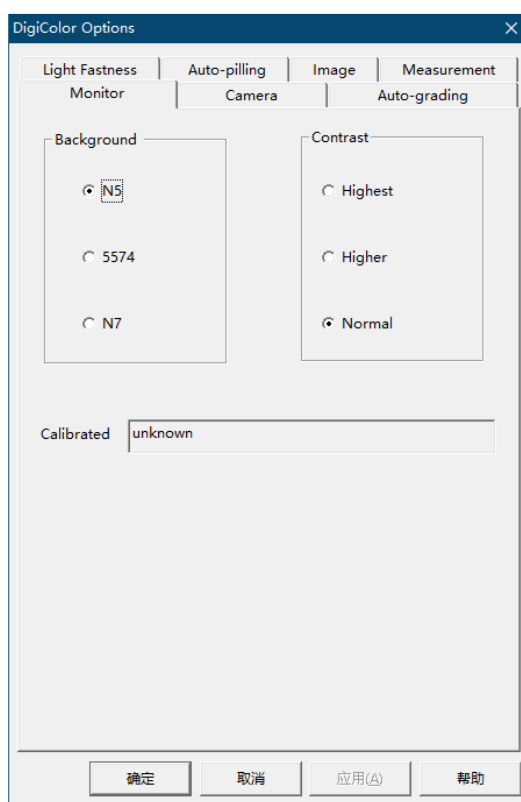 DigiColor Options
Light Fastness Auto-pilling Image Measurement
Monitor Camera Auto-grading
Background Contrast
N5 Highest
5574 Higher
N7 Normal
Calibrated unknown
确定 取消 应用(A) 帮助